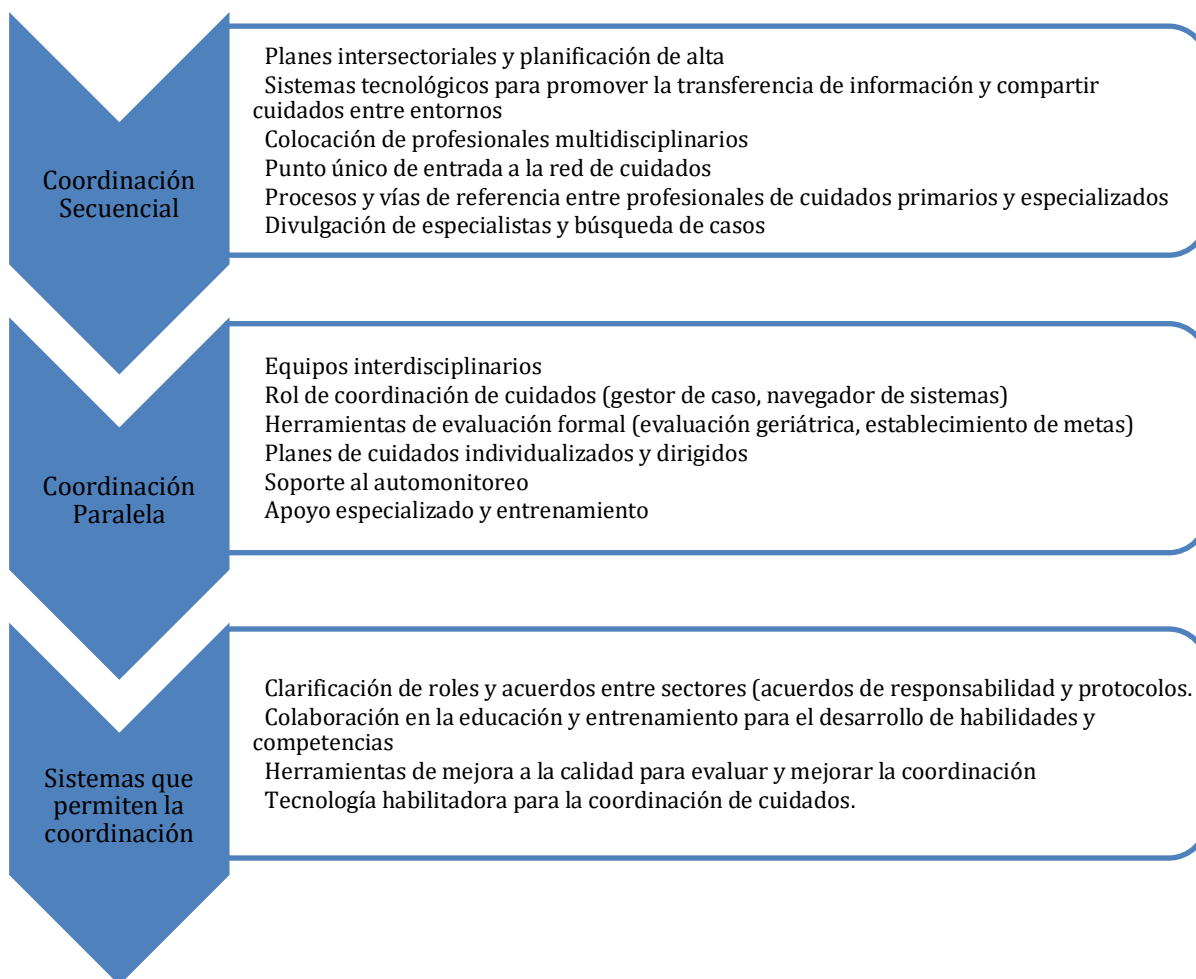 Coordinación
Secuencial
Planes intersectoriales y planificación de alta
Sistemas tecnológicos para promover la transferencia de información y compartir
cuidados entre entornos
Colocación de profesionales multidisciplinarios
Punto único de entrada a la red de cuidados
Procesos y vías de referencia entre profesionales de cuidados primarios y especializados
Divulgación de especialistas y búsqueda de casos
Coordinación
Paralela
Equipos interdisciplinarios
Rol de coordinación de cuidados (gestor de caso, navegador de sistemas)
Herramientas de evaluación formal (evaluación geriátrica, establecimiento de metas)
Planes de cuidados individualizados y dirigidos
Soporte al automonitoreo
Apoyo especializado y entrenamiento
Sistemas que
permiten la
coordinación
Clarificación de roles y acuerdos entre sectores (acuerdos de responsabilidad y protocolos.
Colaboración en la educación y entrenamiento para el desarrollo de habilidades y
competencias
Herramientas de mejora a la calidad para evaluar y mejorar la coordinación
Tecnología habilitadora para la coordinación de cuidados.